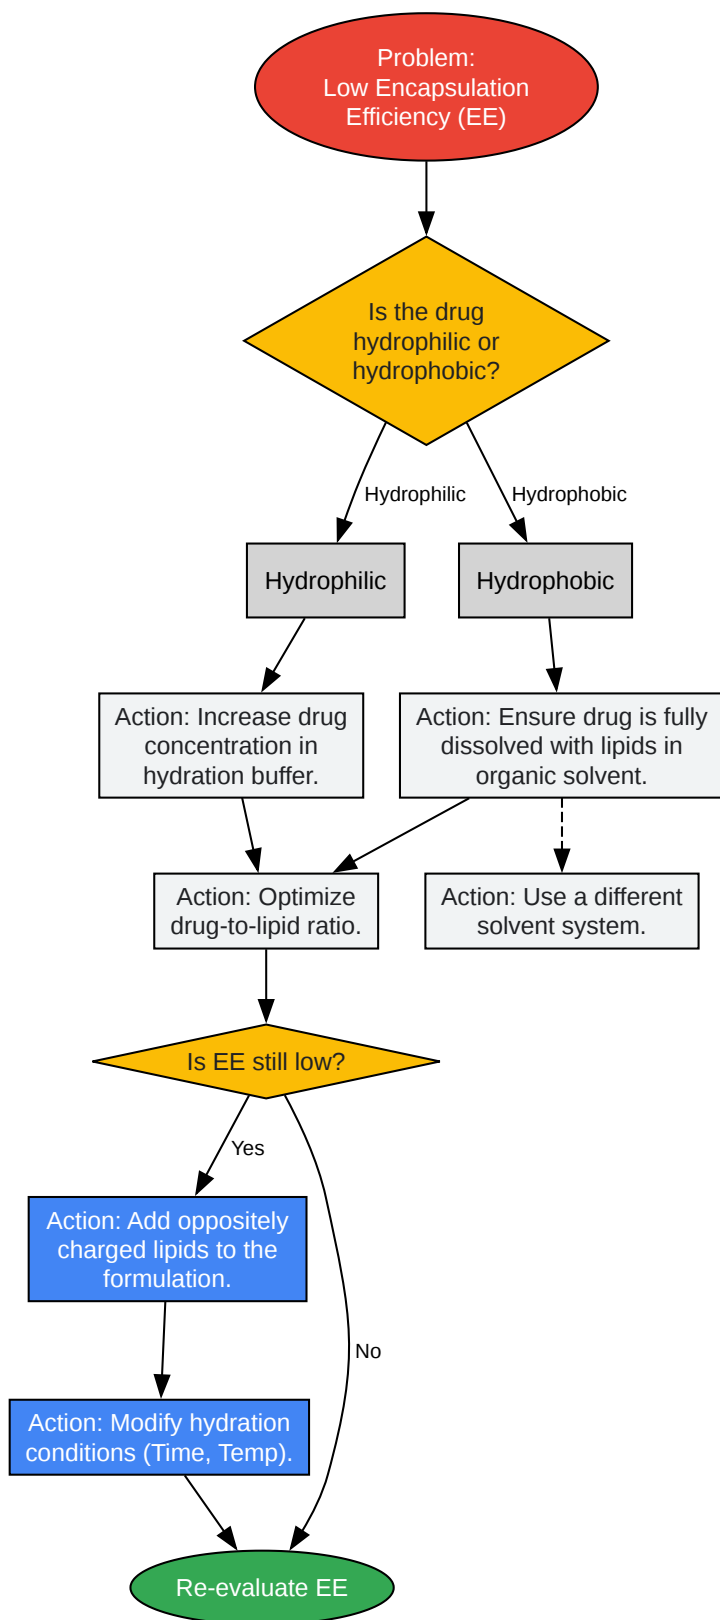 Problem:
Low Encapsulation
Efficiency (EE)
Is the drug
hydrophilic or
hydrophobic?
Hydrophilic
Hydrophobic
Hydrophilic
Hydrophobic
Action: Increase drug
concentration in
hydration buffer.
Action: Ensure drug is fully
dissolved with lipids in
organic solvent.
Action: Optimize
drug-to-lipid ratio.
Action: Use a different
solvent system.
Is EE still low?
Yes
Action: Add oppositely
charged lipids to the
formulation.
No
Action: Modify hydration
conditions (Time, Temp).
Re-evaluate EE